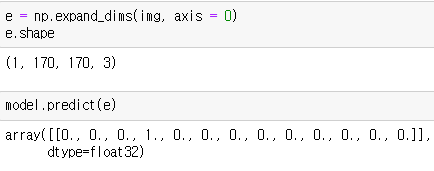 e = np.expand_dims(img, axis = 0)
e.shape
(1, 170, 170, 3)
model.predict(e)
array([[0., 0., 0., 1., 0., 0., 0., 0., 0., 0., 0., 0., 0.]],
dtype=float32)